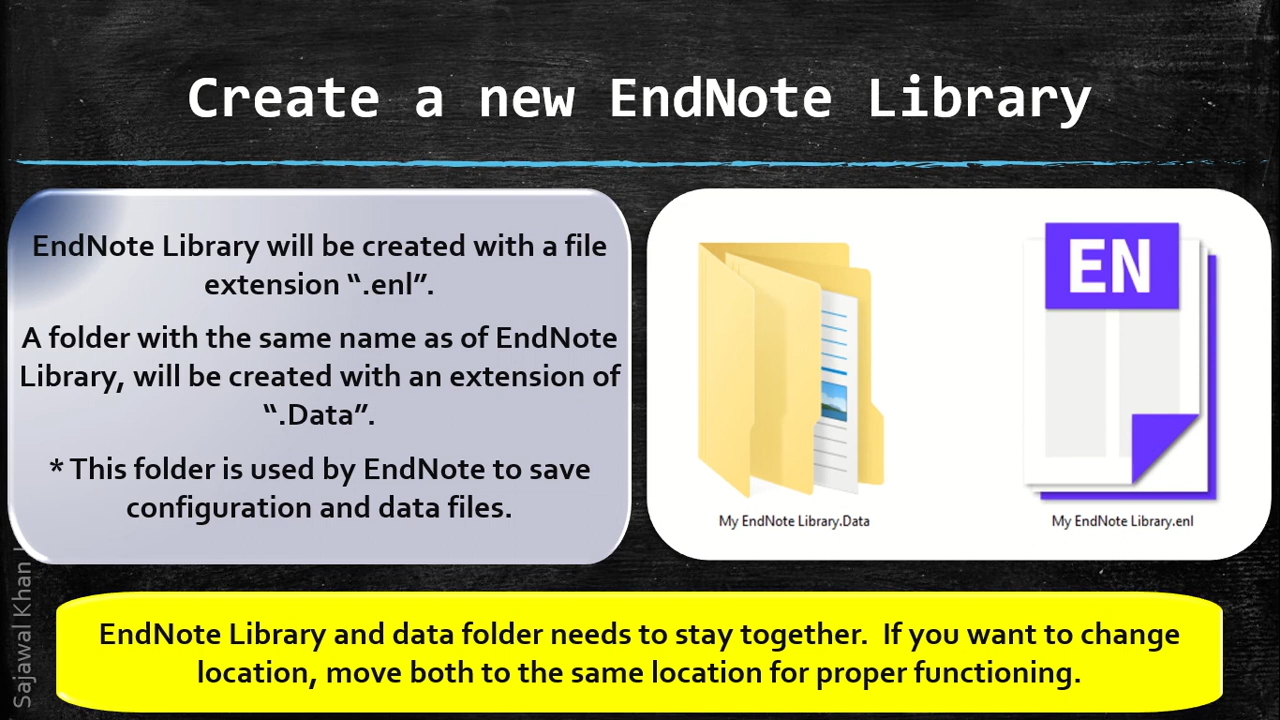 Create a new EndNote Library
EndNote Library will be created with a file
extension “.enl”.
A folder with the same name as of EndNote
Library, will be created with an extension of
“.Data”.
* This folder is used by EndNote to save
configuration and data files.
EN
My EndNote Library.Data
My EndNote Library.enl
EndNote Library and data folder needs to stay together.  If you want to change
location, move both to the same location for proper functioning.
Sajawal Khan